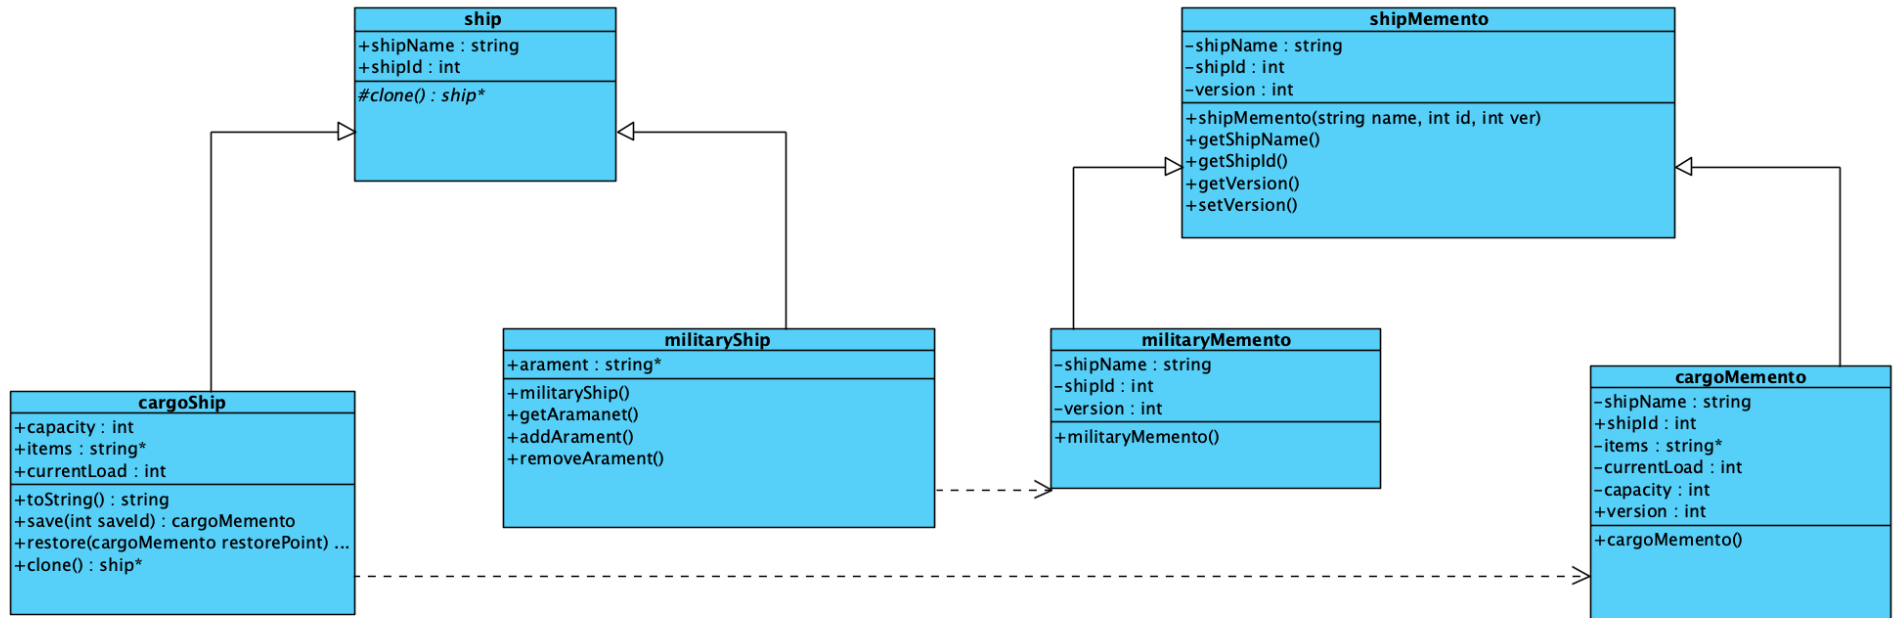 ship
+shipName : string
+shipId : int
#clone() : ship*
shipMemento
-shipName : string
-shipId : int
-version : int
+shipMemento(string name, int id, int ver)
+getShipName()
+getShipId()
+getVersion()
+setVersion()
cargoShip
+capacity : int
+items : string*
+currentLoad : int
+toString() : string
+save(int saveId) : cargoMemento
+restore(cargoMemento restorePoint) ...
+clone() : ship*
militaryShip
+arament : string*
+militaryShip()
+getAramanet()
+addArament()
+removeArament()
militaryMemento
-shipName : string
-shipId : int
-version : int
+militaryMemento()
cargoMemento
-shipName : string
+shipId : int
-items : string*
-currentLoad : int
-capacity : int
+version : int
+cargoMemento()